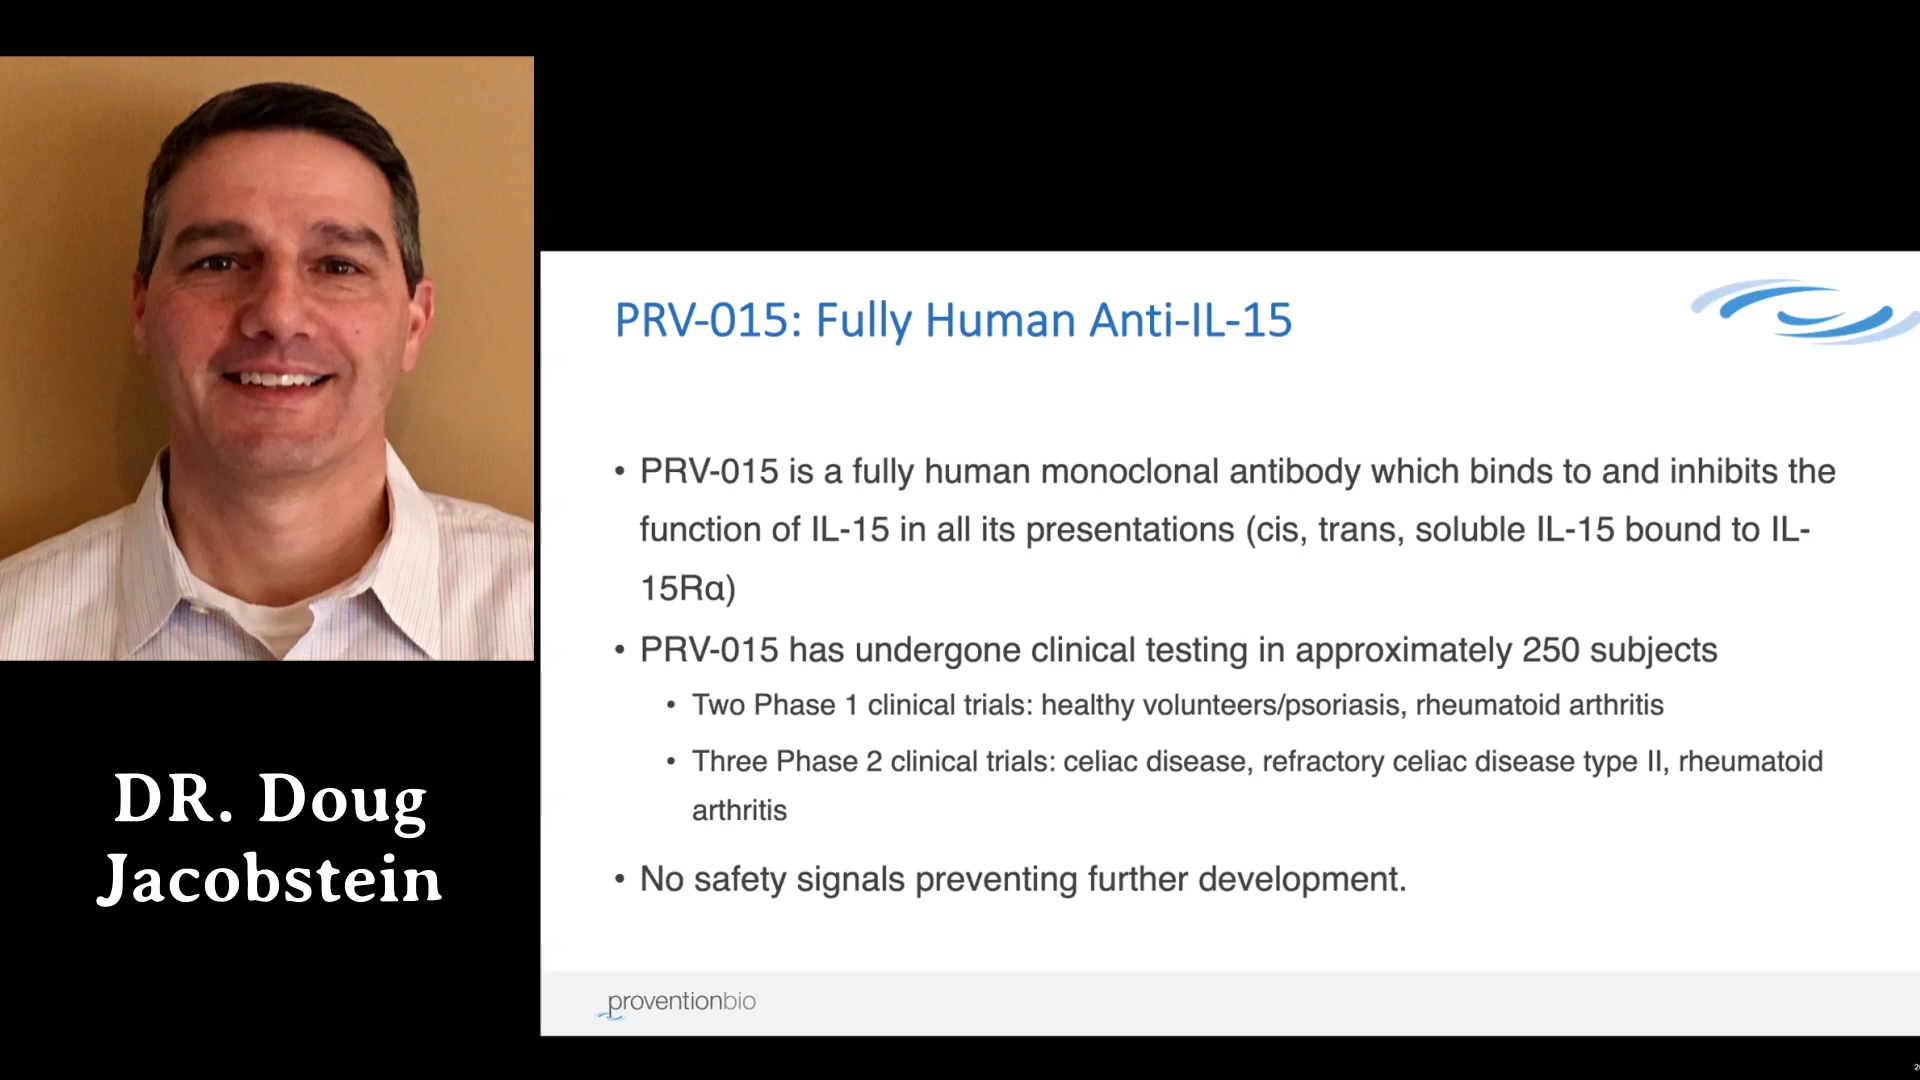 DR. Doug
Jacobstein
PRV-015: Fully Human Anti-IL-15
• PRV-015 is a fully human monoclonal antibody which binds to and inhibits the
function of IL-15 in all its presentations (cis, trans, soluble IL-15 bound to IL-
15Rα)
• PRV-015 has undergone clinical testing in approximately 250 subjects
• Two Phase 1 clinical trials: healthy volunteers/psoriasis, rheumatoid arthritis
• Three Phase 2 clinical trials: celiac disease, refractory celiac disease type II, rheumatoid
arthritis
• No safety signals preventing further development.
proventionbio